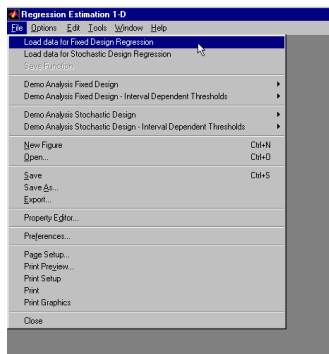 Regression Estimation 1-D
File Options Edit Tools Window Help
Load data for Fixed Design Regression
Load data for Stochastic Design Regression
Save Function
Demo Analysis Fixed Design
Demo Analysis Fixed Design - Interval Dependent Thresholds
Demo Analysis Stochastic Design
Demo Analysis Stochastic Design - Interval Dependent Thresholds
New Figure Ctrl+N
Open... Ctrl+O
Save Ctrl+S
Save As...
Export...
Property Editor...
Preferences...
Page Setup...
Print Preview...
Print Setup
Print
Print Graphics
Close